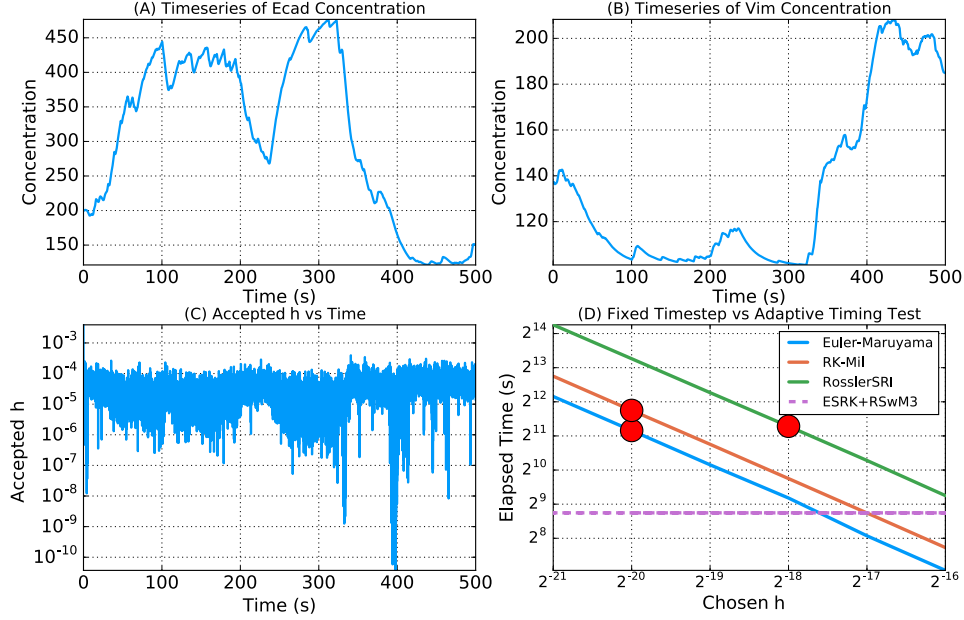 (A) Timeseries of Ecad Concentration
450
400
350
300
250
200
150
0 100 200 300 400 500
Concentration
Time (s)
(B) Timeseries of Vim Concentration
200
180
160
140
120
0 100 200 300 400 500
Concentration
Time (s)
(C) Accepted h vs Time
10^-3
10^-4
10^-5
10^-6
10^-7
10^-8
10^-9
10^-10
0 100 200 300 400 500
Accepted h
Time (s)
(D) Fixed Timestep vs Adaptive Timing Test
2^14
2^13
2^12
2^11
2^10
2^9
2^8
2^-21 2^-20 2^-19 2^-18 2^-17 2^-16
Elapsed Time (s)
Chosen h
Euler-Maruyama
RK-Mil
RosslerSRI
ESRK+RSwM3